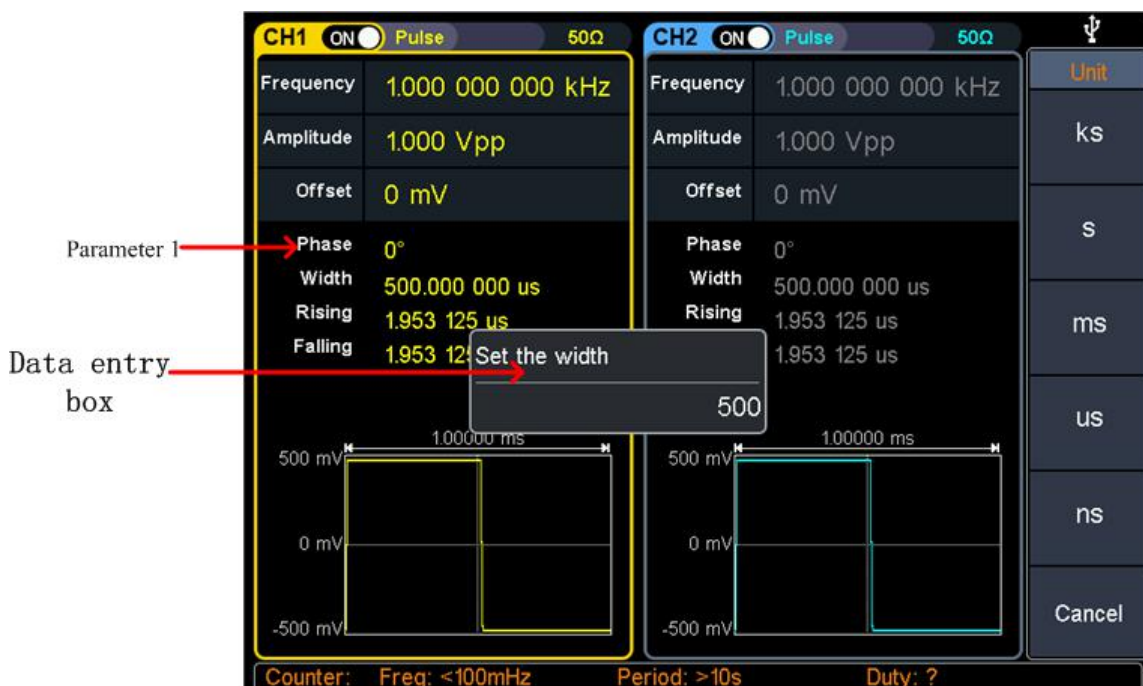 CH1 ON Pulse 50Ω CH2 ON Pulse 50Ω
Unit
Frequency 1.000 000 000 kHz Frequency 1.000 000 000 kHz
ks
Amplitude 1.000 Vpp Amplitude 1.000 Vpp
Offset 0 mV Offset 0 mV
s
Parameter 1 Phase 0° Phase 0°
Width 500.000 000 us Width 500.000 000 us
Rising 1.953 125 us Rising 1.953 125 us
ms
Falling 1.953 12 1.953 125 us
Data entry
box
Set the width
500
us
1.00000 ms 1.00000 ms
500 mV 500 mV
ns
0 mV 0 mV
Cancel
-500 mV -500 mV
Counter: Freq: <100mHz Period: >10s Duty: ?